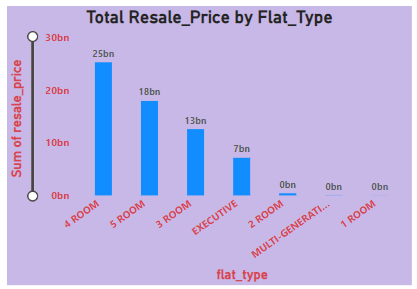 Total Resale_Price by Flat_Type
Sum of resale_price
30bn
20bn
10bn
0bn
25bn
18bn
13bn
7bn
0bn
0bn
0bn
4 ROOM
5 ROOM
3 ROOM
EXECUTIVE
2 ROOM
MULTI-GENERATI...
1 ROOM
flat_type